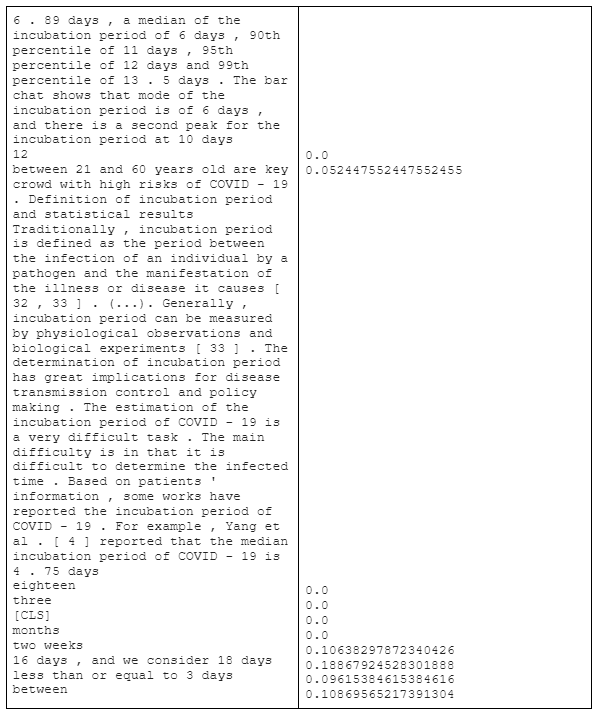 6 . 89 days , a median of the
incubation period of 6 days , 90th
percentile of 11 days , 95th
percentile of 12 days and 99th
percentile of 13 . 5 days . The bar
chat shows that mode of the
incubation period is of 6 days ,
and there is a second peak for the
incubation period at 10 days
12 0.0
between 21 and 60 years old are key 0.052447552447552455
crowd with high risks of COVID - 19
. Definition of incubation period
and statistical results
Traditionally , incubation period
is defined as the period between
the infection of an individual by a
pathogen and the manifestation of
the illness or disease it causes [
32 , 33 ] . (...). Generally ,
incubation period can be measured
by physiological observations and
biological experiments [ 33 ] . The
determination of incubation period
has great implications for disease
transmission control and policy
making . The estimation of the
incubation period of COVID - 19 is
a very difficult task . The main
difficulty is in that it is
difficult to determine the infected
time . Based on patients '
information , some works have
reported the incubation period of
COVID - 19 . For example , Yang et
al . [ 4 ] reported that the median
incubation period of COVID - 19 is
4 . 75 days
eighteen 0.0
three 0.0
[CLS] 0.0
months 0.0
two weeks 0.10638297872340426
16 days , and we consider 18 days 0.18867924528301888
less than or equal to 3 days 0.09615384615384616
between 0.10869565217391304